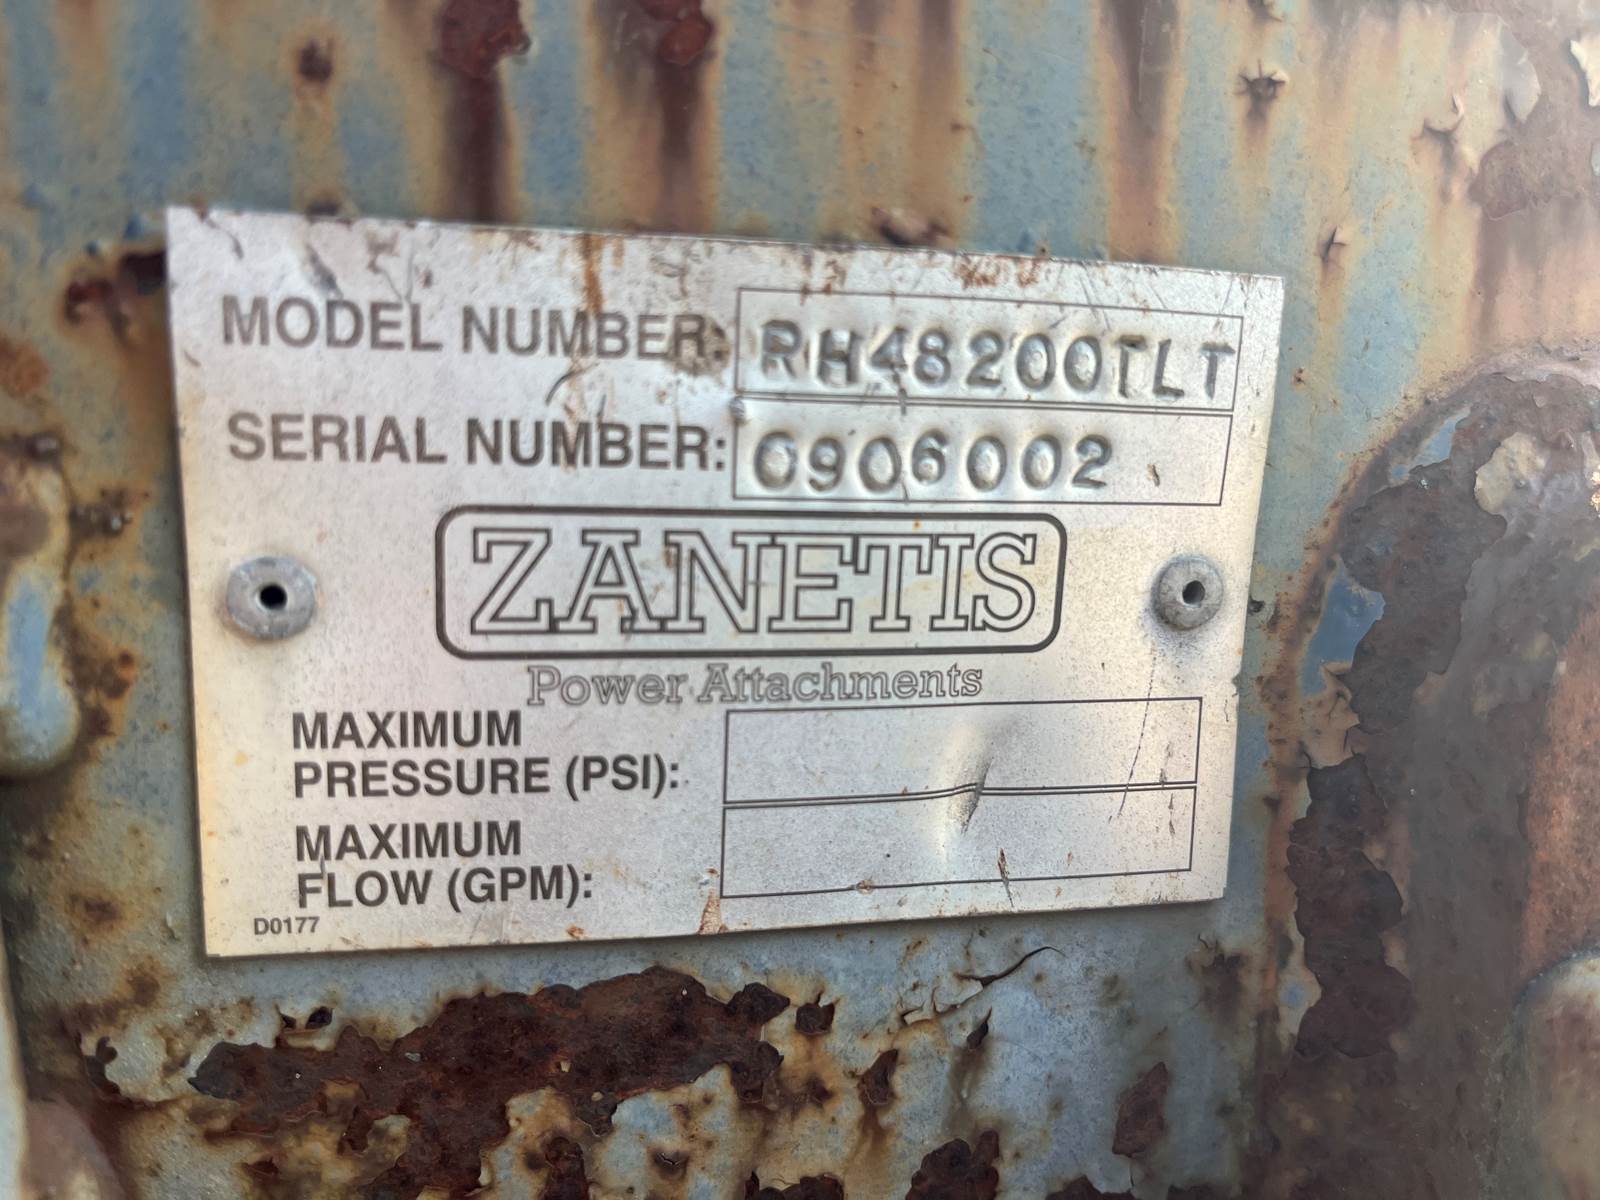 MODEL NUMBER: RH48200TLT
SERIAL NUMBER: 0906002
ZANETIS
Power Attachments
MAXIMUM
PRESSURE (PSI):
MAXIMUM
FLOW (GPM):
D0177